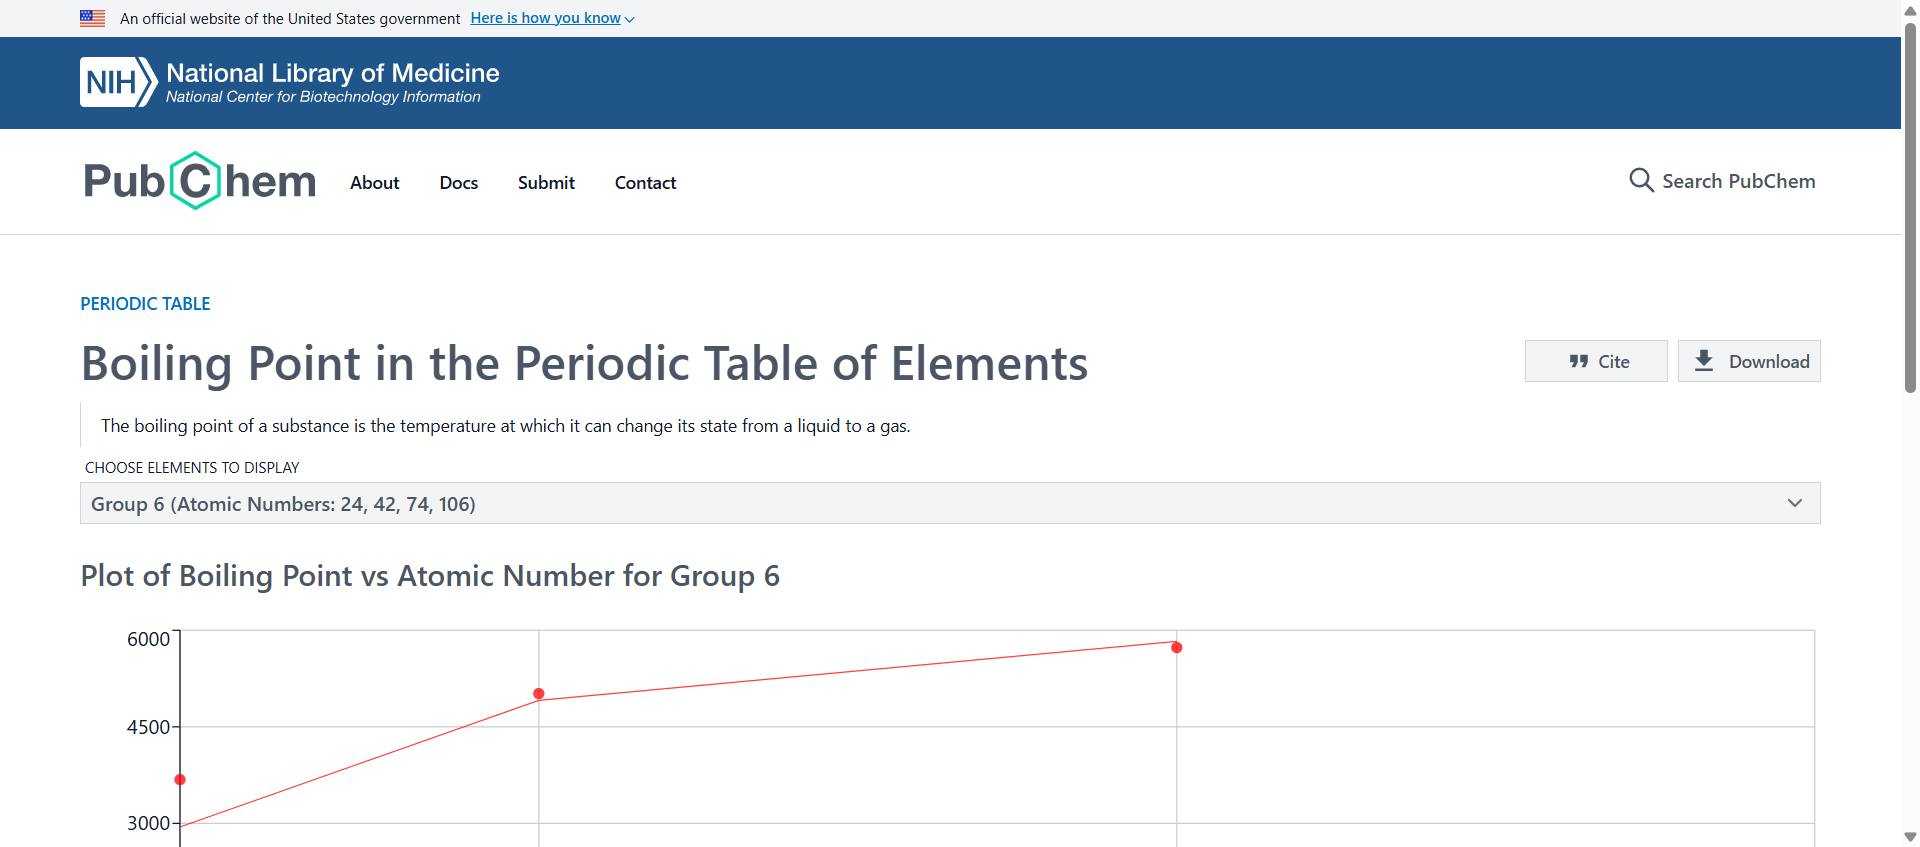 An official website of the United States government Here is how you know
NIH National Library of Medicine
National Center for Biotechnology Information
PubChem About Docs Submit Contact Search PubChem
PERIODIC TABLE
Boiling Point in the Periodic Table of Elements
Cite Download
The boiling point of a substance is the temperature at which it can change its state from a liquid to a gas.
CHOOSE ELEMENTS TO DISPLAY
Group 6 (Atomic Numbers: 24, 42, 74, 106)
Plot of Boiling Point vs Atomic Number for Group 6
6000
4500
3000